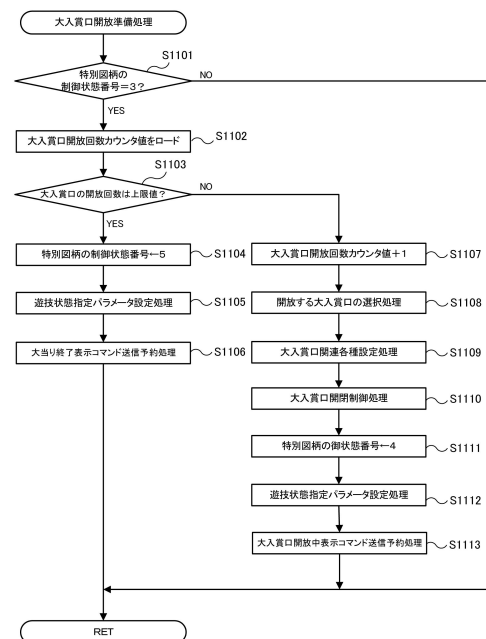 大入賞口開放準備処理
S1101
特別図柄の
制御状態番号＝3？
NO
YES
大入賞口開放回数カウンタ値をロード
S1102
S1103
大入賞口の開放回数は上限値？
NO
YES
特別図柄の制御状態番号←5
S1104
遊技状態指定パラメータ設定処理
S1105
大当り終了表示コマンド送信予約処理
S1106
大入賞口開放回数カウンタ値＋1
S1107
開放する大入賞口の選択処理
S1108
大入賞口関連各種設定処理
S1109
大入賞口開閉制御処理
S1110
特別図柄の御状態番号←4
S1111
遊技状態指定パラメータ設定処理
S1112
大入賞口開放中表示コマンド送信予約処理
S1113
RET